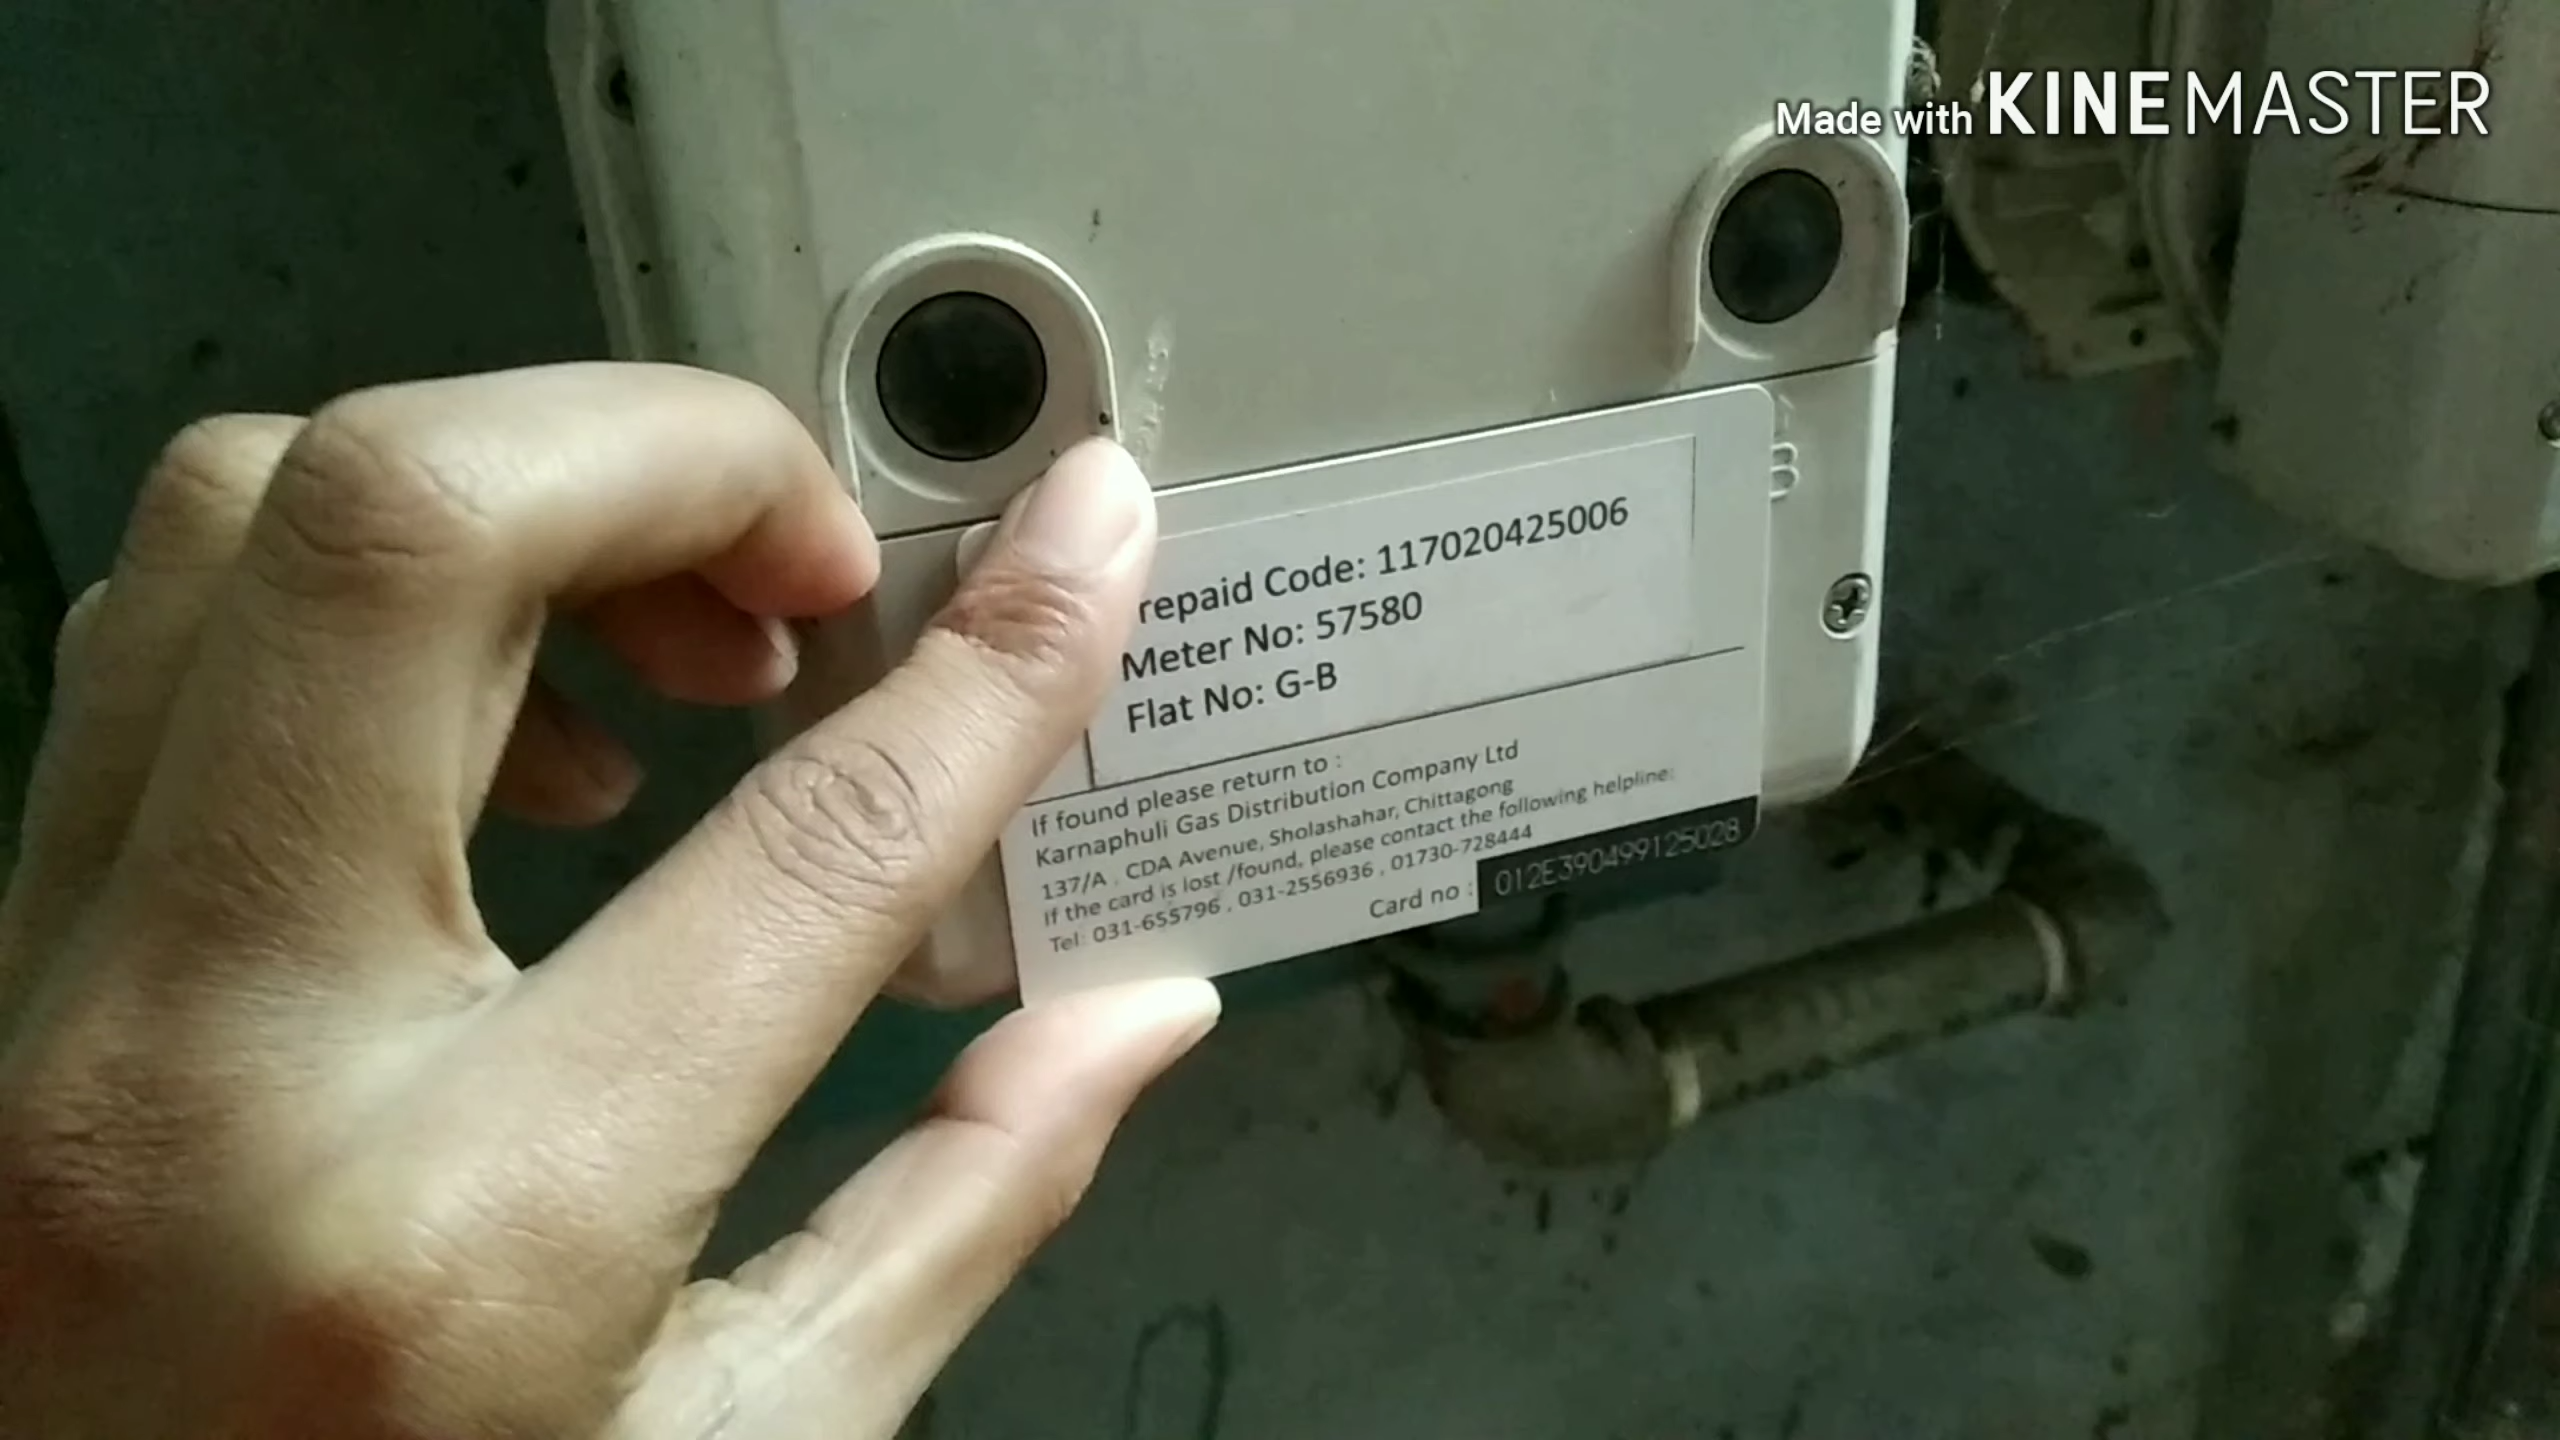 Made with KINEMASTER
repaid Code: 117020425006
Meter No: 57580
Flat No: G-B
If found please return to :
Karnaphuli Gas Distribution Company Ltd
137/A , CDA Avenue, Sholashahar, Chittagong
If the card is lost /found, please contact the following helpline:
Tel: 031-655796 , 031-2556936 , 01730-728444
Card no : 012E390499125028
B